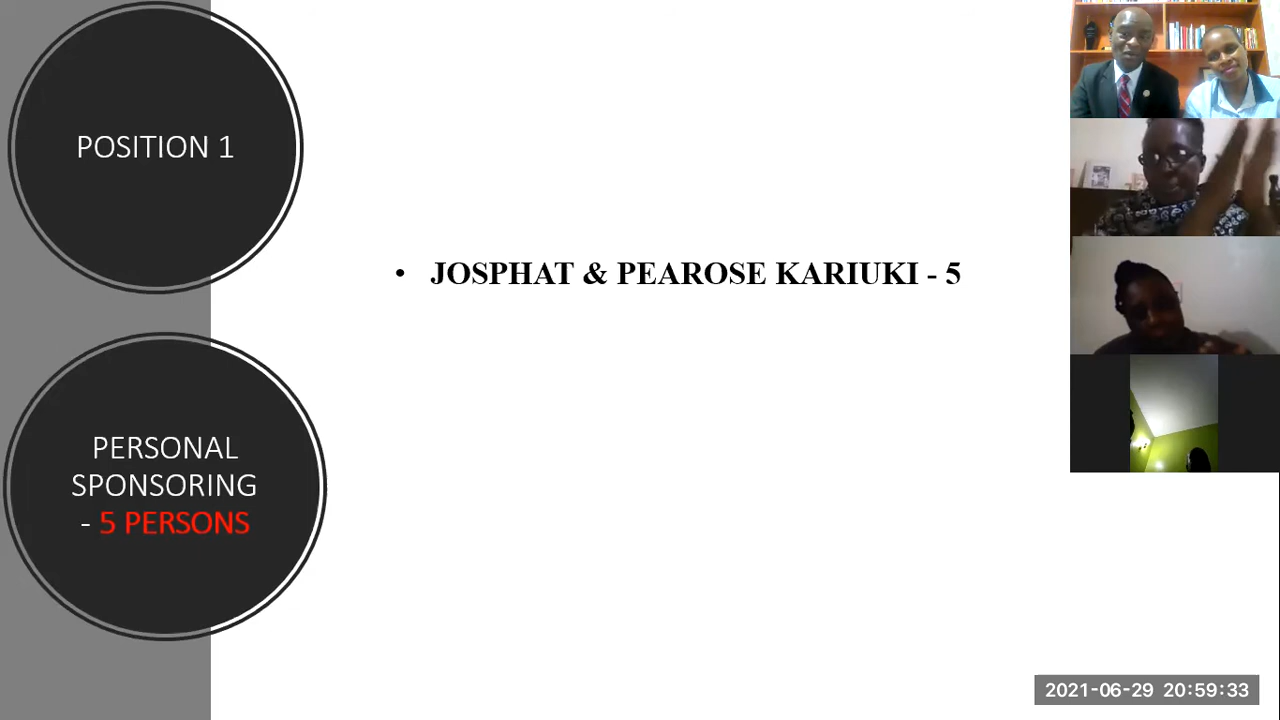 POSITION 1
• JOSPHAT & PEAROSE KARIUKI - 5
PERSONAL
SPONSORING
- 5 PERSONS
2021-06-29 20:59:33